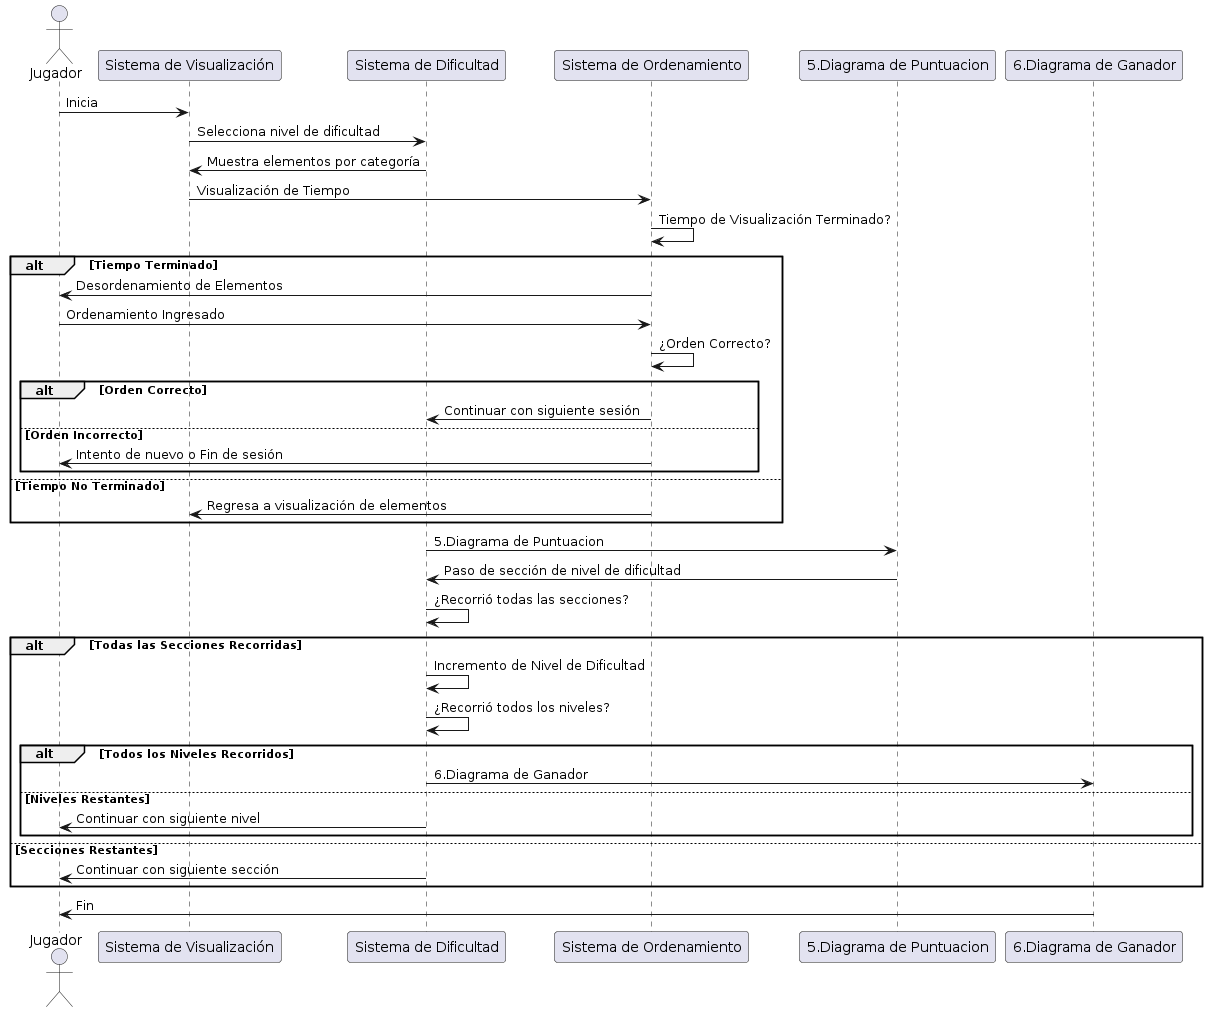 Jugador
Sistema de Visualización
Sistema de Dificultad
Sistema de Ordenamiento
5.Diagrama de Puntuacion
6.Diagrama de Ganador
Inicia
Selecciona nivel de dificultad
Muestra elementos por categoría
Visualización de Tiempo
Tiempo de Visualización Terminado?
alt [Tiempo Terminado]
Desordenamiento de Elementos
Ordenamiento Ingresado
¿Orden Correcto?
alt [Orden Correcto]
Continuar con siguiente sesión
[Orden Incorrecto]
Intento de nuevo o Fin de sesión
[Tiempo No Terminado]
Regresa a visualización de elementos
5.Diagrama de Puntuacion
Paso de sección de nivel de dificultad
¿Recorrió todas las secciones?
alt [Todas las Secciones Recorridas]
Incremento de Nivel de Dificultad
¿Recorrió todos los niveles?
alt [Todos los Niveles Recorridos]
6.Diagrama de Ganador
[Niveles Restantes]
Continuar con siguiente nivel
[Secciones Restantes]
Continuar con siguiente sección
Fin
Jugador
Sistema de Visualización
Sistema de Dificultad
Sistema de Ordenamiento
5.Diagrama de Puntuacion
6.Diagrama de Ganador